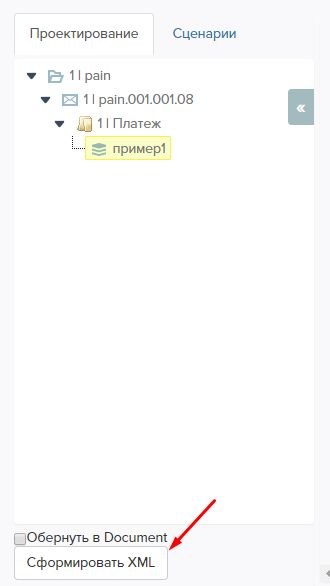 Проектирование Сценарии
1 | pain
1 | pain.001.001.08
1 | Платеж
пример1
«
Обернуть в Document
Сформировать XML